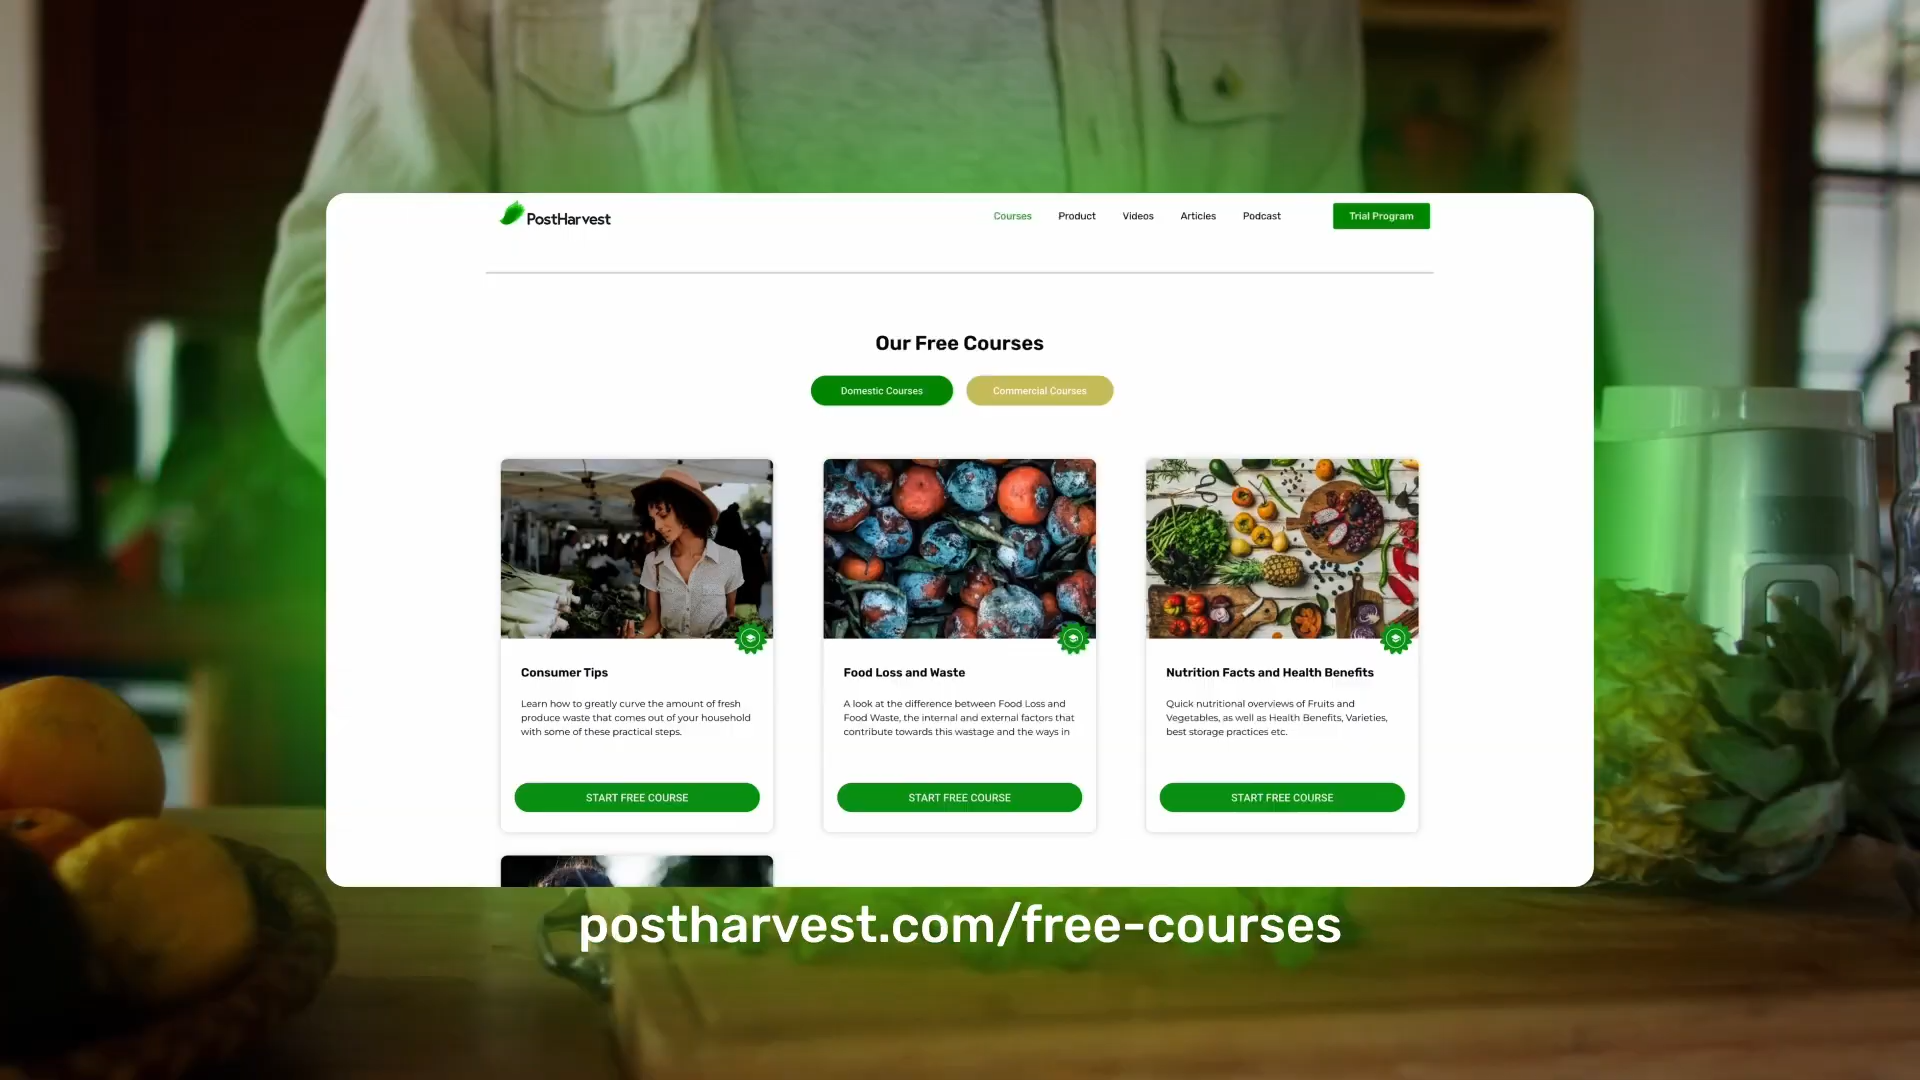 PostHarvest
Courses Product Videos Articles Podcast Trial Program
Our Free Courses
Domestic Courses Commercial Courses
Consumer Tips
Learn how to greatly curve the amount of fresh
produce waste that comes out of your household
with some of these practical steps.
START FREE COURSE
Food Loss and Waste
A look at the difference between Food Loss and
Food Waste, the internal and external factors that
contribute towards this wastage and the ways in
START FREE COURSE
Nutrition Facts and Health Benefits
Quick nutritional overviews of Fruits and
Vegetables, as well as Health Benefits, Varieties,
best storage practices etc.
START FREE COURSE
postharvest.com/free-courses